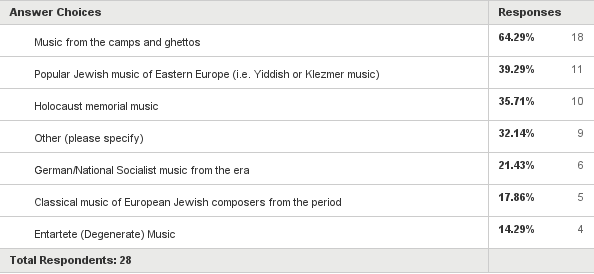 Answer Choices Responses
Music from the camps and ghettos 64.29% 18
Popular Jewish music of Eastern Europe (i.e. Yiddish or Klezmer music) 39.29% 11
Holocaust memorial music 35.71% 10
Other (please specify) 32.14% 9
German/National Socialist music from the era 21.43% 6
Classical music of European Jewish composers from the period 17.86% 5
Entartete (Degenerate) Music 14.29% 4
Total Respondents: 28